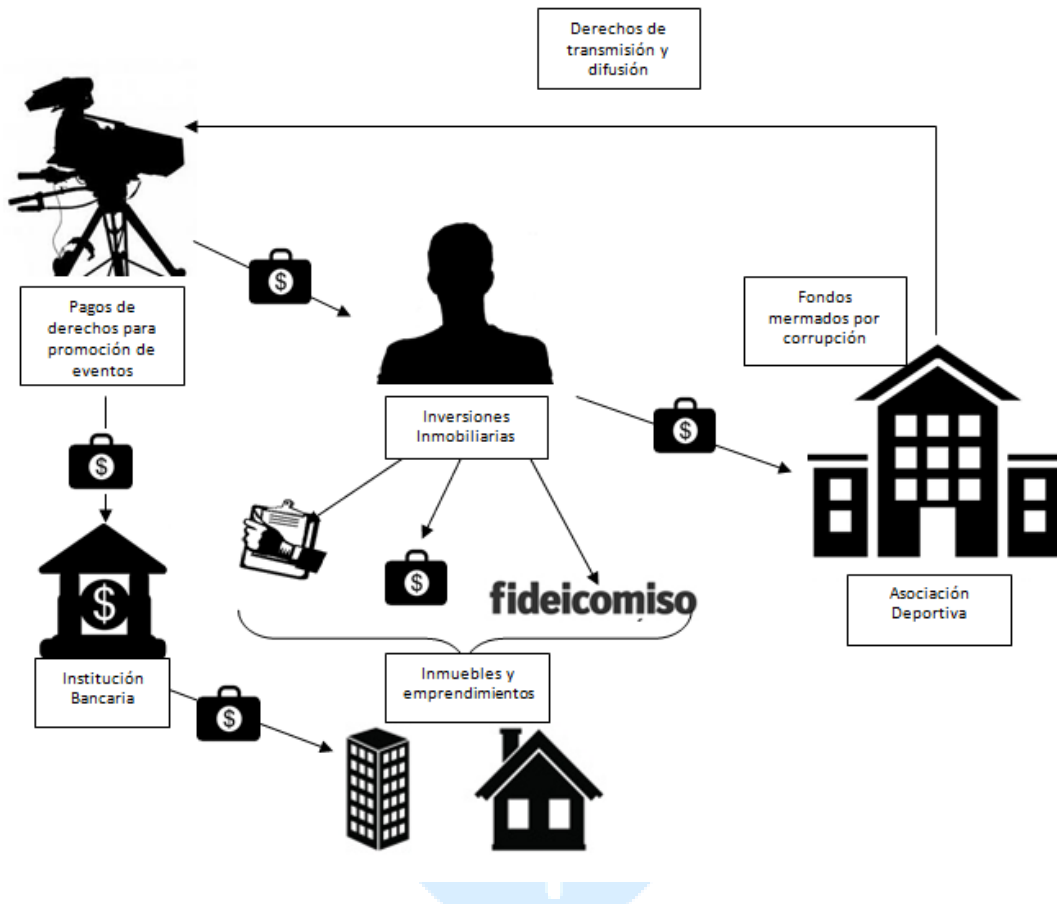 Derechos de
transmisión y
difusión
Pagos de
derechos para
promoción de
eventos
Fondos
mermados por
corrupción
Inversiones
Inmobiliarias
$
$
$
$
$
fideicomiso
Asociación
Deportiva
Institución
Bancaria
Inmuebles y
emprendimientos
$